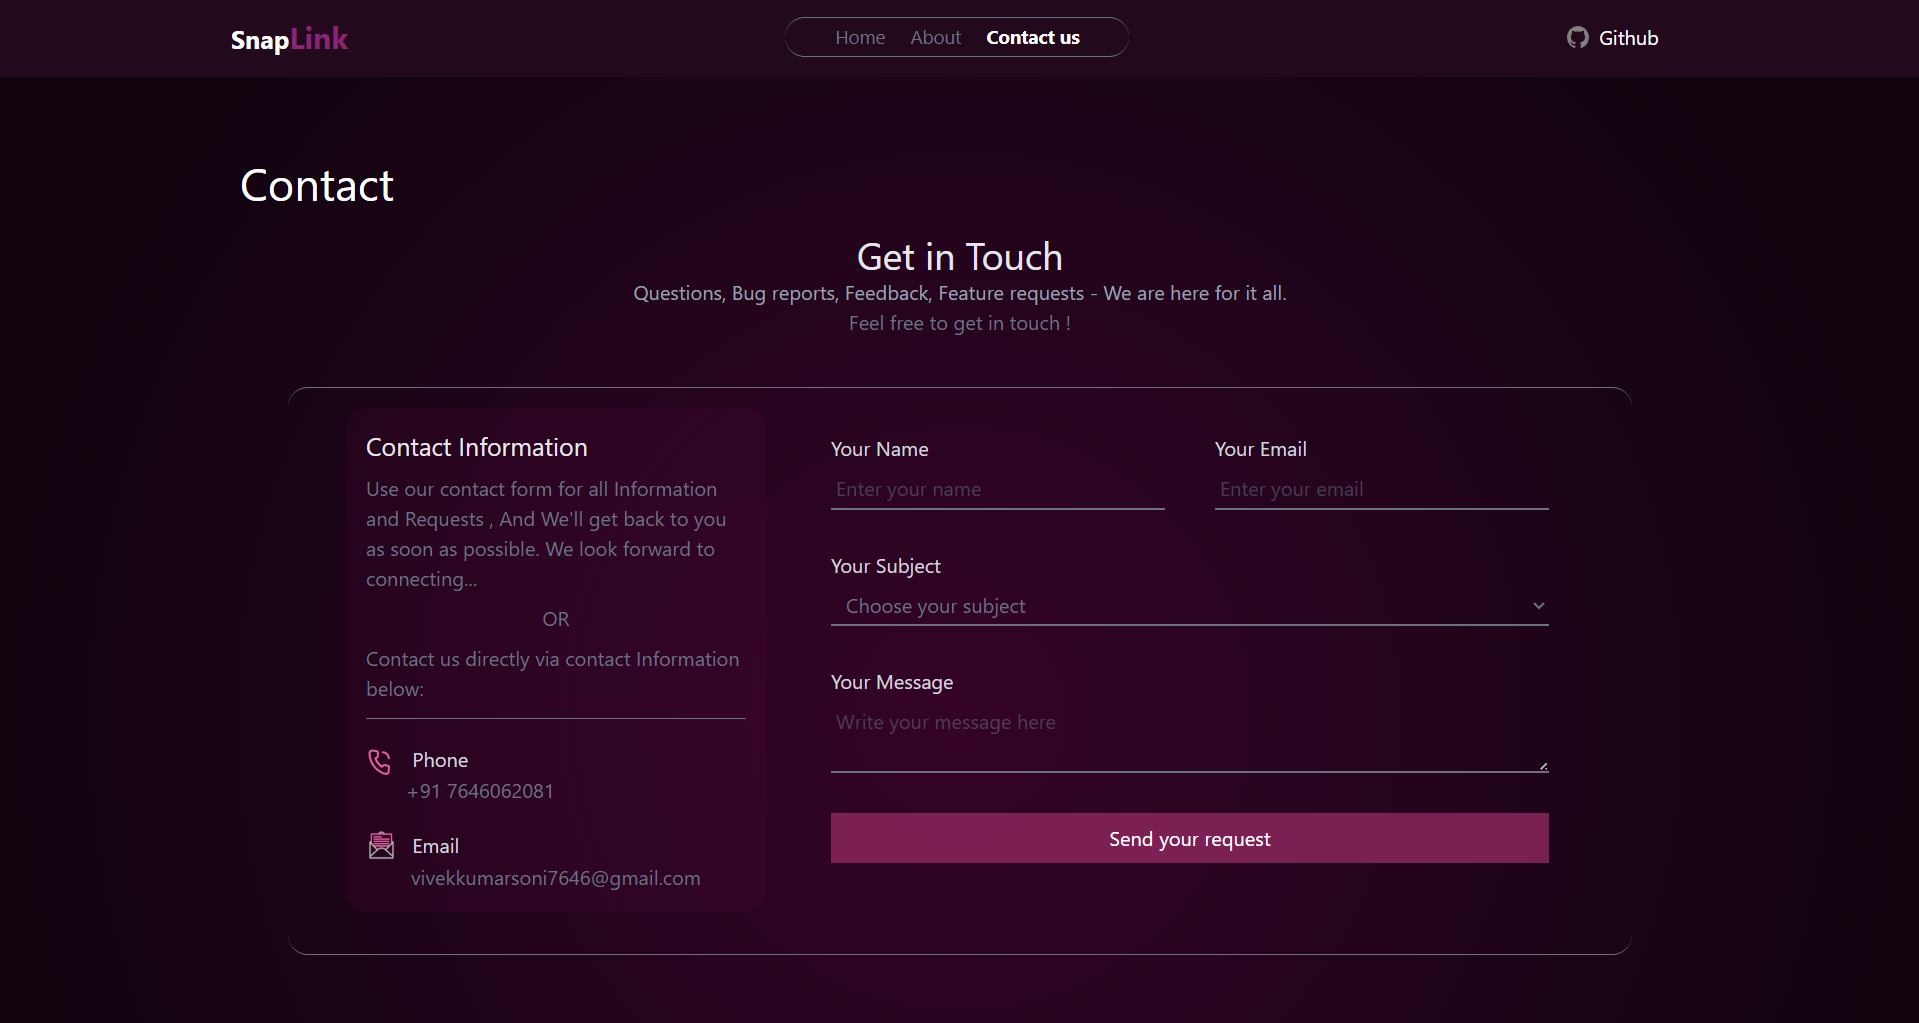 SnapLink
Home About Contact us
Github
Contact
Get in Touch
Questions, Bug reports, Feedback, Feature requests - We are here for it all.
Feel free to get in touch !
Contact Information
Use our contact form for all Information
and Requests , And We'll get back to you
as soon as possible. We look forward to
connecting...
OR
Contact us directly via contact Information
below:
Phone
+91 7646062081
Email
vivekkumarsoni7646@gmail.com
Your Name
Enter your name
Your Email
Enter your email
Your Subject
Choose your subject
Your Message
Write your message here
Send your request